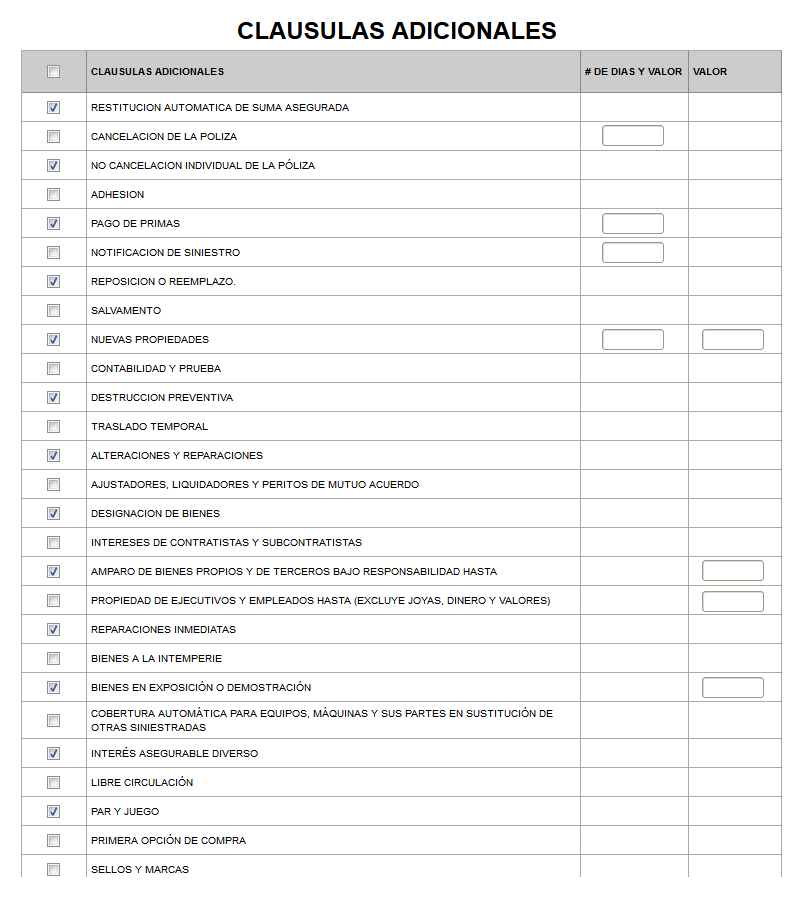 CLAUSULAS ADICIONALES
CLAUSULAS ADICIONALES # DE DIAS Y VALOR VALOR
RESTITUCION AUTOMATICA DE SUMA ASEGURADA
CANCELACION DE LA POLIZA
NO CANCELACION INDIVIDUAL DE LA PÓLIZA
ADHESION
PAGO DE PRIMAS
NOTIFICACION DE SINIESTRO
REPOSICION O REEMPLAZO.
SALVAMENTO
NUEVAS PROPIEDADES
CONTABILIDAD Y PRUEBA
DESTRUCCION PREVENTIVA
TRASLADO TEMPORAL
ALTERACIONES Y REPARACIONES
AJUSTADORES, LIQUIDADORES Y PERITOS DE MUTUO ACUERDO
DESIGNACION DE BIENES
INTERESES DE CONTRATISTAS Y SUBCONTRATISTAS
AMPARO DE BIENES PROPIOS Y DE TERCEROS BAJO RESPONSABILIDAD HASTA
PROPIEDAD DE EJECUTIVOS Y EMPLEADOS HASTA (EXCLUYE JOYAS, DINERO Y VALORES)
REPARACIONES INMEDIATAS
BIENES A LA INTEMPERIE
BIENES EN EXPOSICIÓN O DEMOSTRACIÓN
COBERTURA AUTOMÁTICA PARA EQUIPOS, MÁQUINAS Y SUS PARTES EN SUSTITUCIÓN DE
OTRAS SINIESTRADAS
INTERÉS ASEGURABLE DIVERSO
LIBRE CIRCULACIÓN
PAR Y JUEGO
PRIMERA OPCIÓN DE COMPRA
SELLOS Y MARCAS